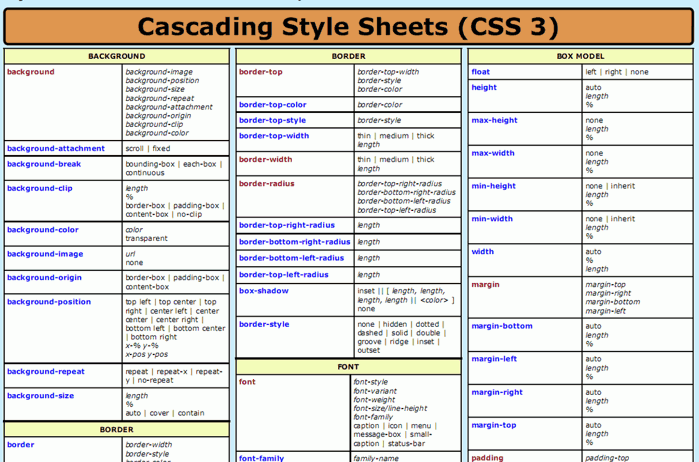 Cascading Style Sheets (CSS 3)
BACKGROUND
background
background-image
background-position
background-size
background-repeat
background-attachment
background-origin
background-clip
background-color
background-attachment
scroll | fixed
background-break
bounding-box | each-box |
continuous
background-clip
length
%
border-box | padding-box |
content-box | no-clip
background-color
color
transparent
background-image
url
none
background-origin
border-box | padding-box |
content-box
background-position
top left | top center | top
right | center left | center
center | center right |
bottom left | bottom center
| bottom right
x-% y-%
x-pos y-pos
background-repeat
repeat | repeat-x | repeat-
y | no-repeat
background-size
length
%
auto | cover | contain
BORDER
border
border-width
border-style
border-color
BORDER
border-top
border-top-width
border-style
border-color
border-top-color
border-color
border-top-style
border-style
border-top-width
thin | medium | thick
length
border-width
thin | medium | thick
length
border-radius
border-top-right-radius
border-bottom-right-radius
border-bottom-left-radius
border-top-left-radius
border-top-right-radius
length
border-bottom-right-radius
length
border-bottom-left-radius
length
border-top-left-radius
length
box-shadow
inset || [ length, length,
length, length || <color> ]
none
border-style
none | hidden | dotted |
dashed | solid | double |
groove | ridge | inset |
outset
FONT
font
font-style
font-variant
font-weight
font-size/line-height
font-family
caption | icon | menu |
message-box | small-
caption | status-bar
font-family
family-name
BOX MODEL
float
left | right | none
height
auto
length
%
max-height
none
length
%
max-width
none
length
%
min-height
none | inherit
length
%
min-width
none | inherit
length
%
width
auto
%
length
margin
margin-top
margin-right
margin-bottom
margin-left
margin-bottom
auto
length
%
margin-left
auto
length
%
margin-right
auto
length
%
margin-top
auto
length
%
padding
padding-top